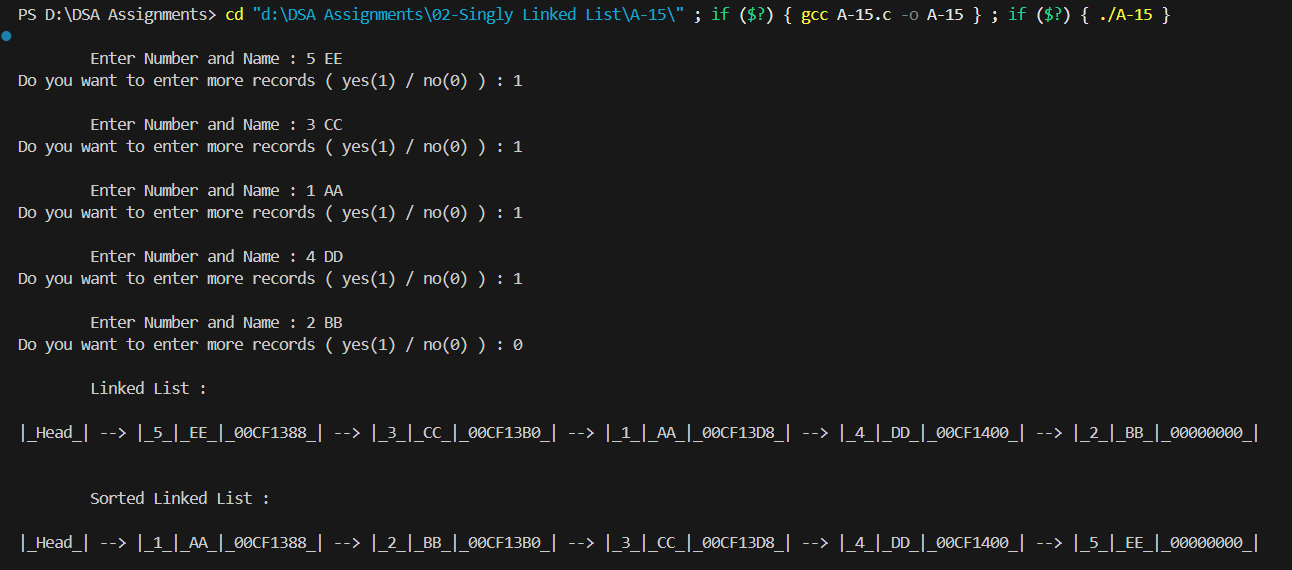 PS D:\DSA Assignments> cd "d:\DSA Assignments\02-Singly Linked List\A-15\" ; if ($?) { gcc A-15.c -o A-15 } ; if ($?) { ./A-15 }
Enter Number and Name : 5 EE
Do you want to enter more records ( yes(1) / no(0) ) : 1
Enter Number and Name : 3 CC
Do you want to enter more records ( yes(1) / no(0) ) : 1
Enter Number and Name : 1 AA
Do you want to enter more records ( yes(1) / no(0) ) : 1
Enter Number and Name : 4 DD
Do you want to enter more records ( yes(1) / no(0) ) : 1
Enter Number and Name : 2 BB
Do you want to enter more records ( yes(1) / no(0) ) : 0
Linked List :
|_Head_| --> |_5_|_EE_|_00CF1388_| --> |_3_|_CC_|_00CF13B0_| --> |_1_|_AA_|_00CF13D8_| --> |_4_|_DD_|_00CF1400_| --> |_2_|_BB_|_00000000_|
Sorted Linked List :
|_Head_| --> |_1_|_AA_|_00CF1388_| --> |_2_|_BB_|_00CF13B0_| --> |_3_|_CC_|_00CF13D8_| --> |_4_|_DD_|_00CF1400_| --> |_5_|_EE_|_00000000_|